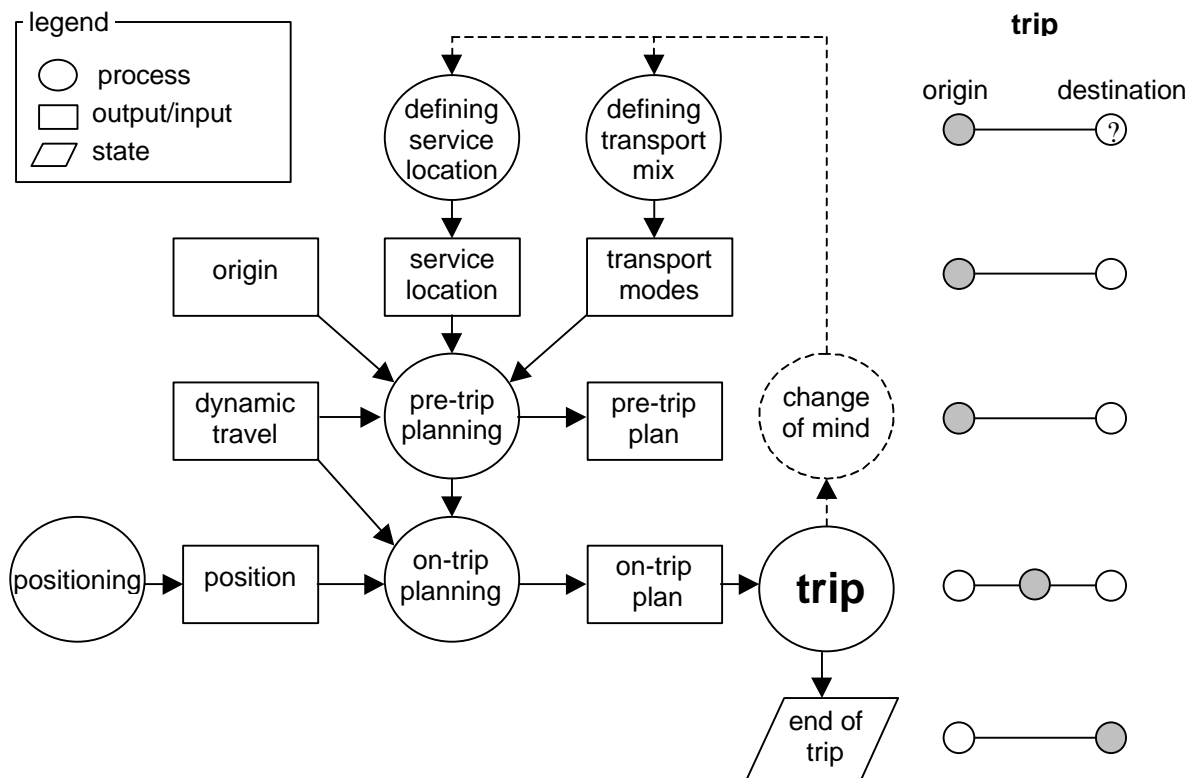 legend
process
output/input
state
trip
origin
destination
?
defining
service
location
defining
transport
mix
origin
service
location
transport
modes
dynamic
travel
pre-trip
planning
pre-trip
plan
change
of mind
positioning
position
on-trip
planning
on-trip
plan
trip
end of
trip